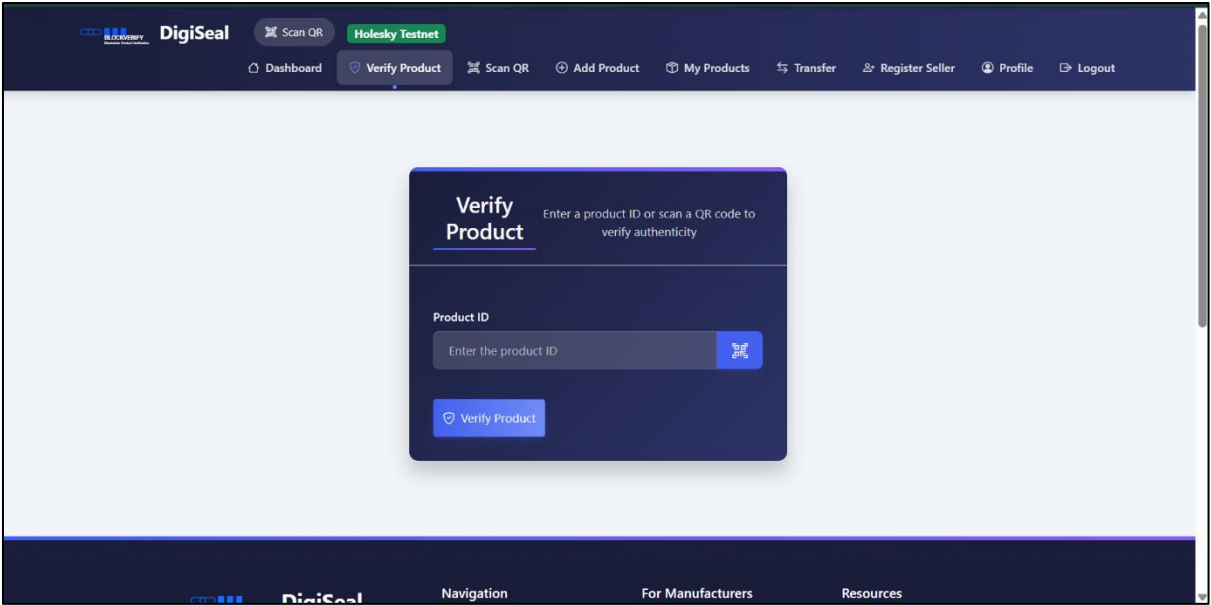 BLOCKVERIFY
DigiSeal
Scan QR
Holesky Testnet
Dashboard
Verify Product
Scan QR
Add Product
My Products
Transfer
Register Seller
Profile
Logout
Verify
Product
Enter a product ID or scan a QR code to
verify authenticity
Product ID
Enter the product ID
Verify Product
DigiSeal
Navigation
For Manufacturers
Resources